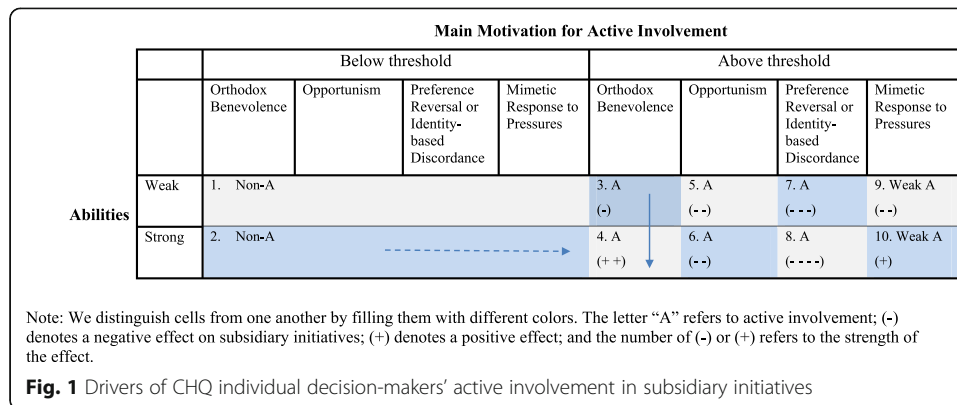 Main Motivation for Active Involvement
Below threshold Above threshold
Orthodox Benevolence Opportunism Preference Reversal or Identity-based Discordance Mimetic Response to Pressures Orthodox Benevolence Opportunism Preference Reversal or Identity-based Discordance Mimetic Response to Pressures
Abilities
Weak 1. Non-A 3. A 5. A 7. A 9. Weak A
(-) (- -) (- - -) (- -)
Strong 2. Non-A 4. A 6. A 8. A 10. Weak A
(+ +) (- -) (- - - -) (+)
Note: We distinguish cells from one another by filling them with different colors. The letter “A” refers to active involvement; (-)
denotes a negative effect on subsidiary initiatives; (+) denotes a positive effect; and the number of (-) or (+) refers to the strength of
the effect.
Fig. 1 Drivers of CHQ individual decision-makers’ active involvement in subsidiary initiatives